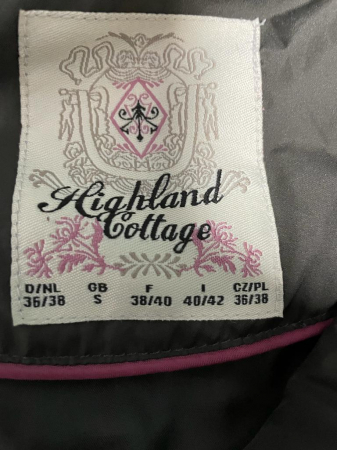 Highland
Cottage
D/NL GB F I CZ/PL
36/38 S 38/40 40/42 36/38